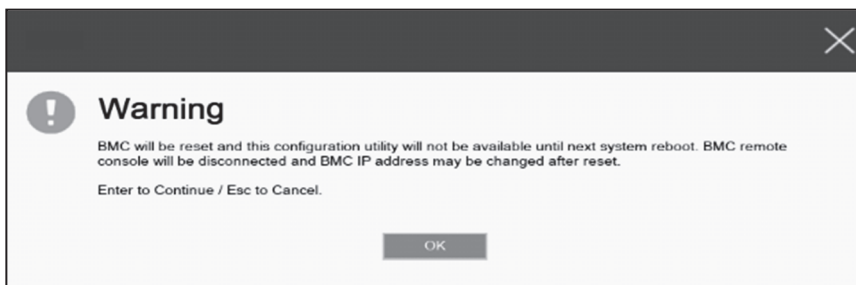 Warning
BMC will be reset and this configuration utility will not be available until next system reboot. BMC remote
console will be disconnected and BMC IP address may be changed after reset.
Enter to Continue / Esc to Cancel.
OK